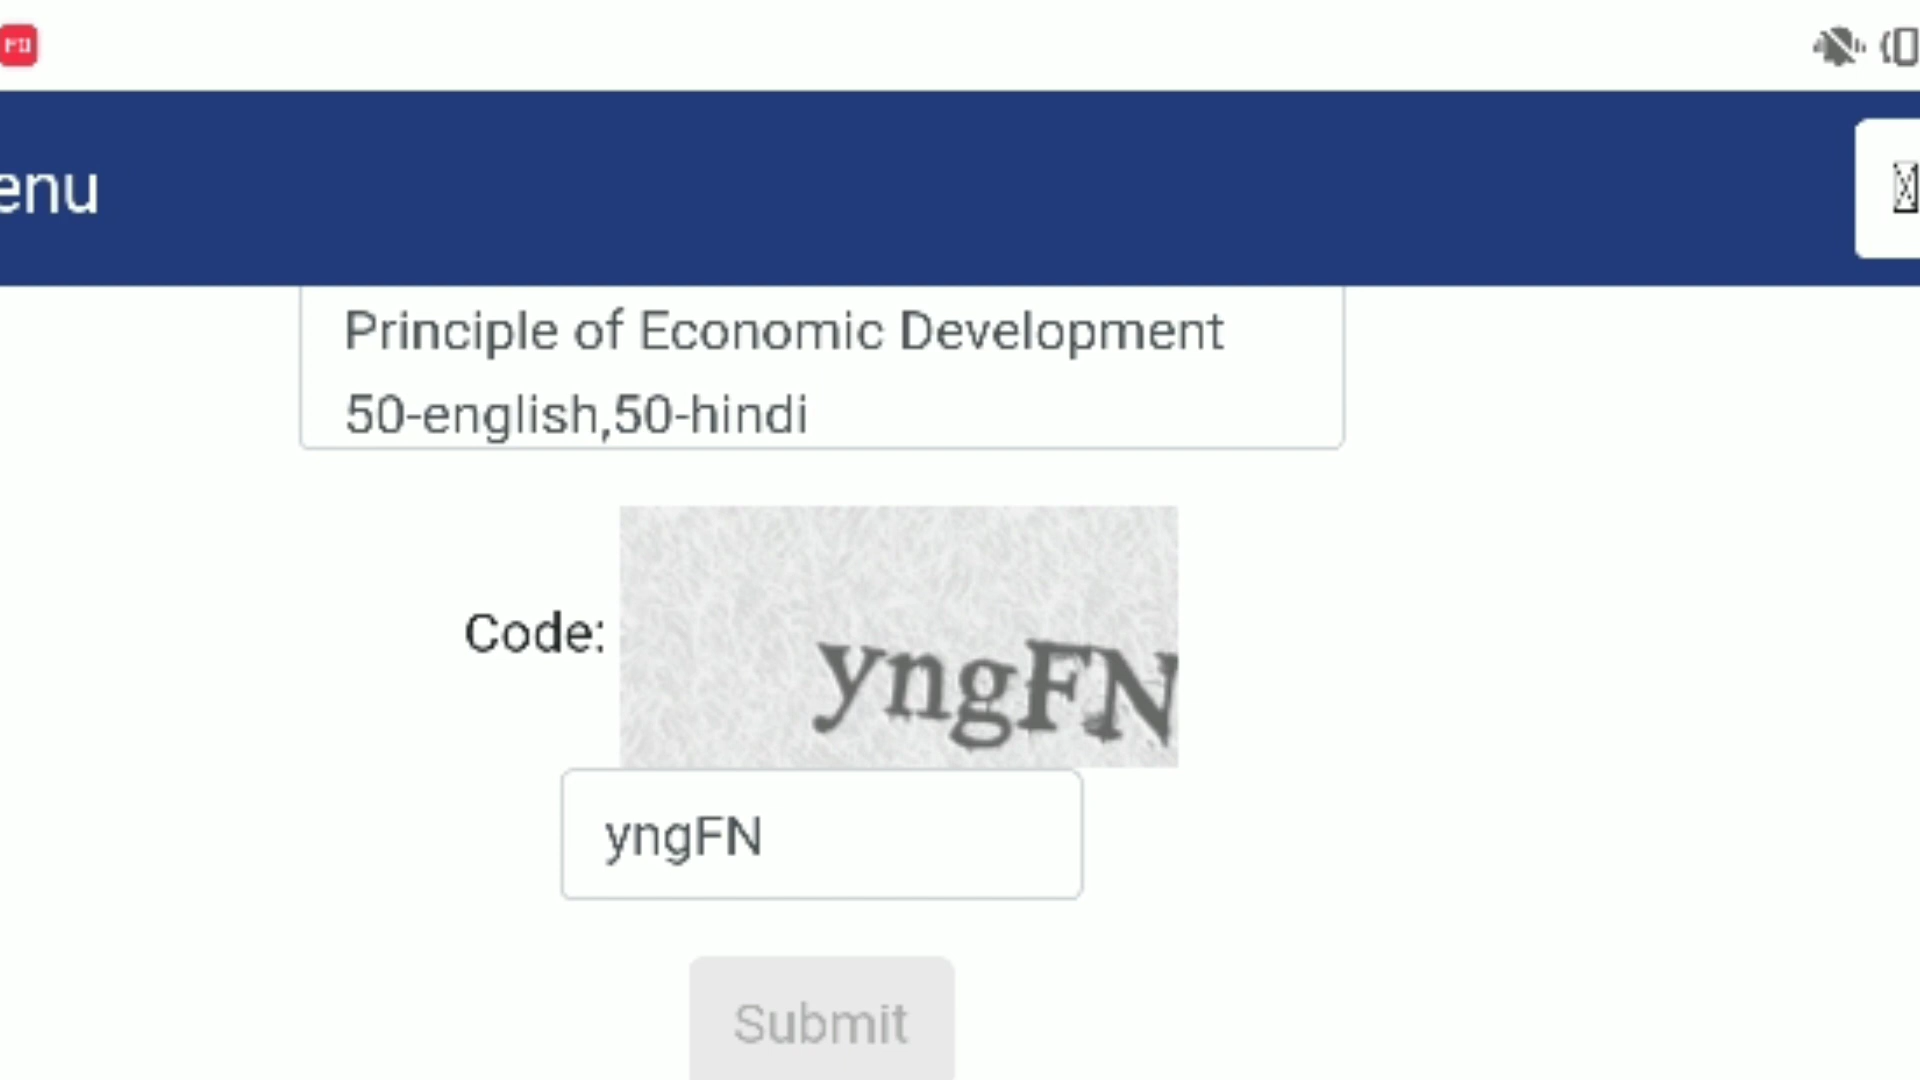 enu
Principle of Economic Development
50-english,50-hindi
Code:
yngFN
yngFN
Submit